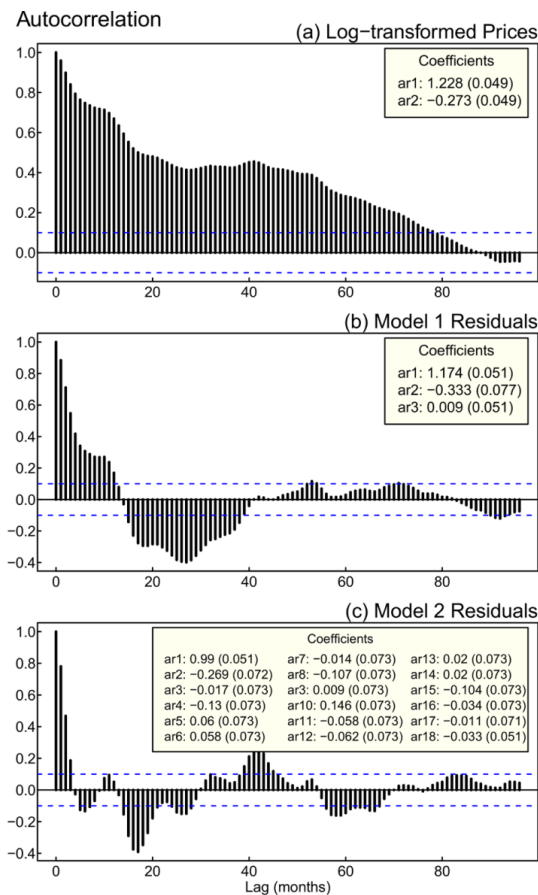 Autocorrelation
(a) Log−transformed Prices
Coefficients
ar1: 1.228 (0.049)
ar2: −0.273 (0.049)
1.0
0.8
0.6
0.4
0.2
0.0
0 20 40 60 80
(b) Model 1 Residuals
Coefficients
ar1: 1.174 (0.051)
ar2: −0.333 (0.077)
ar3: 0.009 (0.051)
1.0
0.8
0.6
0.4
0.2
0.0
−0.2
−0.4
0 20 40 60 80
(c) Model 2 Residuals
Coefficients
ar1: 0.99 (0.051) ar7: −0.014 (0.073) ar13: 0.02 (0.073)
ar2: −0.269 (0.072) ar8: −0.107 (0.073) ar14: 0.02 (0.073)
ar3: −0.017 (0.073) ar3: 0.009 (0.073) ar15: −0.104 (0.073)
ar4: −0.13 (0.073) ar10: 0.146 (0.073) ar16: −0.034 (0.073)
ar5: 0.06 (0.073) ar11: −0.058 (0.073) ar17: −0.011 (0.071)
ar6: 0.058 (0.073) ar12: −0.062 (0.073) ar18: −0.033 (0.051)
1.0
0.8
0.6
0.4
0.2
0.0
−0.2
−0.4
0 20 40 60 80
Lag (months)